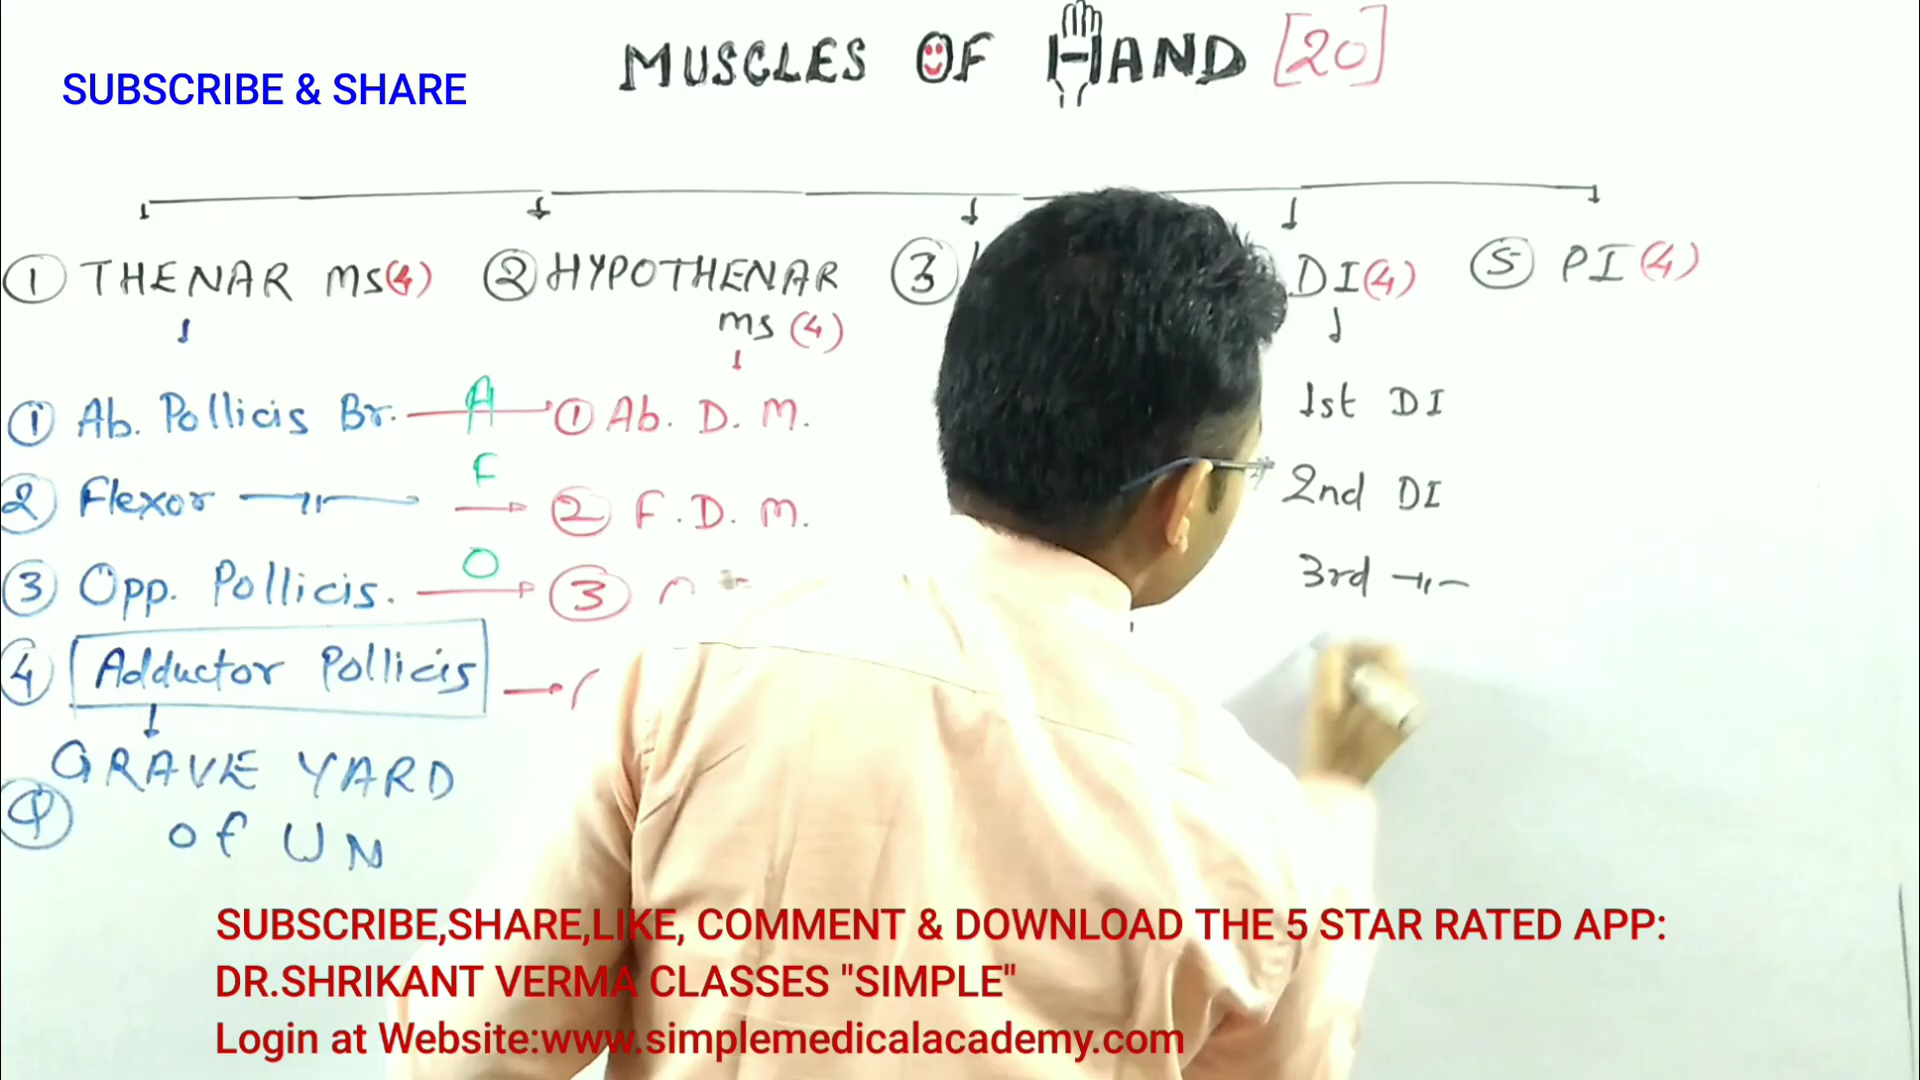 MUSCLES OF HAND [20]
SUBSCRIBE & SHARE
① THENAR ms(4)
② HYPOTHENAR
ms (4)
③
DI(4)
⑤ PI(4)
① Ab. Pollicis Br.
A
① Ab. D. M.
② Flexor —〃—
F
② F. D. M.
③ Opp. Pollicis.
O
③
④ Adductor Pollicis
GRAVE YARD
of UN
1st DI
2nd DI
3rd —〃—
SUBSCRIBE,SHARE,LIKE, COMMENT & DOWNLOAD THE 5 STAR RATED APP:
DR.SHRIKANT VERMA CLASSES "SIMPLE"
Login at Website:www.simplemedicalacademy.com